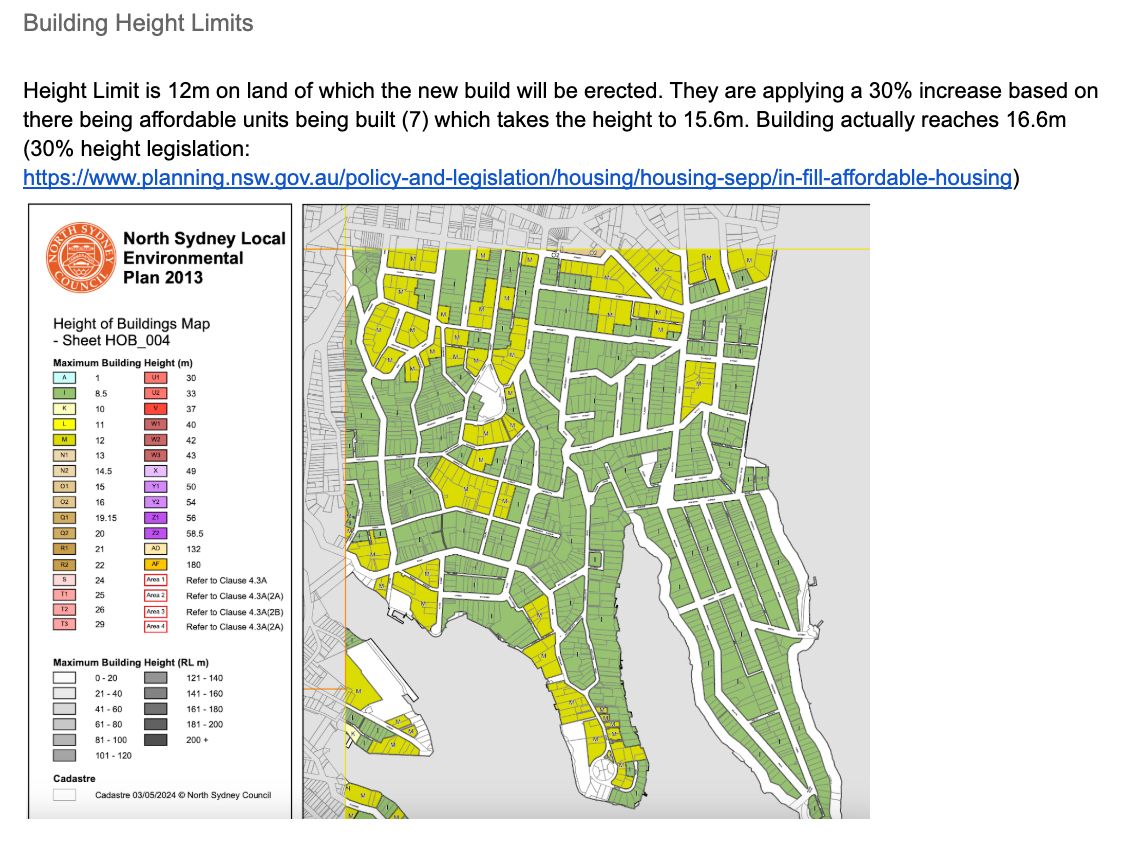 Building Height Limits
Height Limit is 12m on land of which the new build will be erected. They are applying a 30% increase based on
there being affordable units being built (7) which takes the height to 15.6m. Building actually reaches 16.6m
(30% height legislation:
https://www.planning.nsw.gov.au/policy-and-legislation/housing/housing-sepp/in-fill-affordable-housing)
NORTH SYDNEY COUNCIL
North Sydney Local
Environmental
Plan 2013
Height of Buildings Map
- Sheet HOB_004
Maximum Building Height (m)
A 1 U1 30
I 8.5 U2 33
K 10 V 37
L 11 W1 40
M 12 W2 42
N1 13 W3 43
N2 14.5 X 49
O1 15 Y1 50
O2 16 Y2 54
Q1 19.15 Z1 56
Q2 20 Z2 58.5
R1 21 AD 132
R2 22 AF 180
S 24 Area 1 Refer to Clause 4.3A
T1 25 Area 2 Refer to Clause 4.3A(2A)
T2 26 Area 3 Refer to Clause 4.3A(2B)
T3 29 Area 4 Refer to Clause 4.3A(2A)
Maximum Building Height (RL m)
0 - 20 121 - 140
21 - 40 141 - 160
41 - 60 161 - 180
61 - 80 181 - 200
81 - 100 200 +
101 - 120
Cadastre
Cadastre 03/05/2024 © North Sydney Council